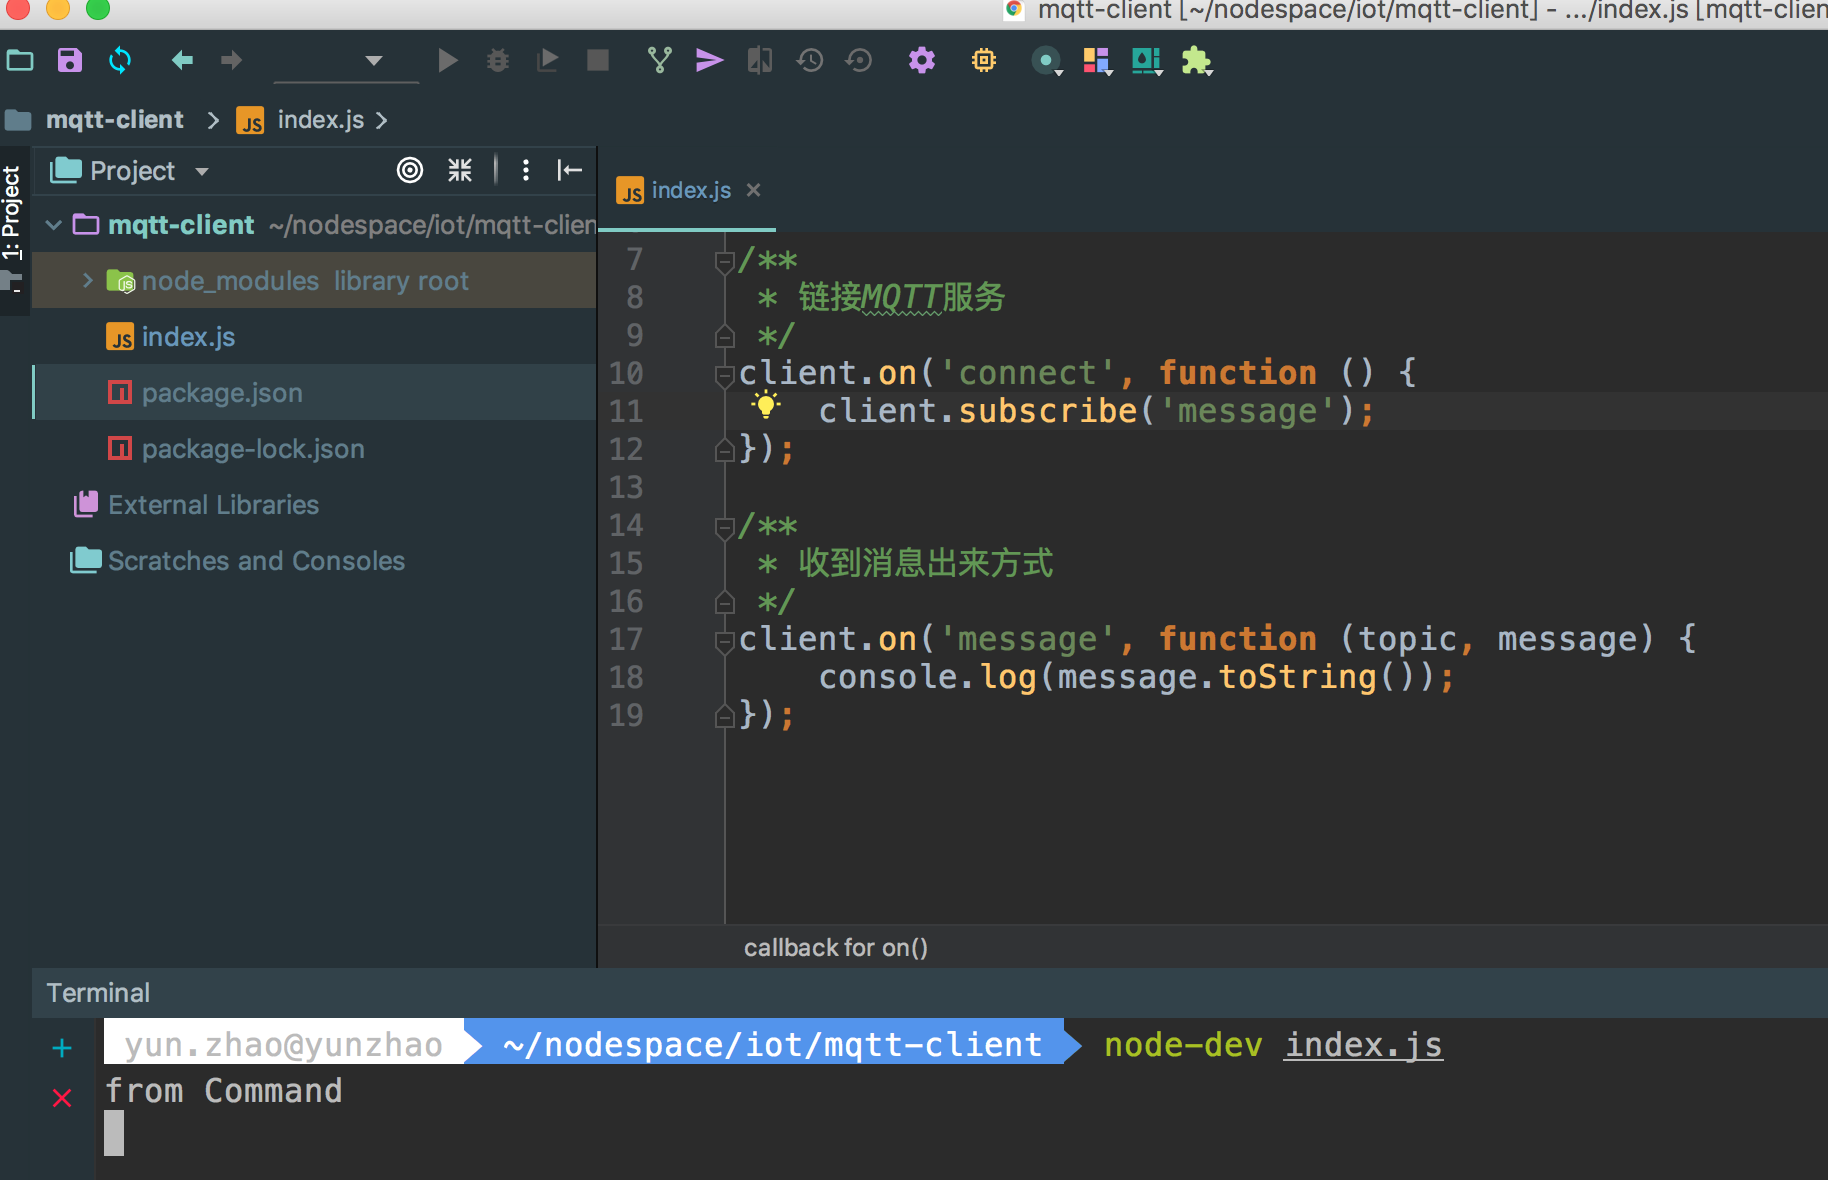 mqtt-client [~/nodespace/iot/mqtt-client] - .../index.js [mqtt-clien
mqtt-client
index.js
1: Project
Project
mqtt-client ~/nodespace/iot/mqtt-clien
node_modules library root
index.js
package.json
package-lock.json
External Libraries
Scratches and Consoles
index.js
7 /**
8 * 链接MQTT服务
9 */
10 client.on('connect', function () {
11 client.subscribe('message');
12 });
13
14 /**
15 * 收到消息出来方式
16 */
17 client.on('message', function (topic, message) {
18 console.log(message.toString());
19 });
callback for on()
Terminal
yun.zhao@yunzhao ~/nodespace/iot/mqtt-client node-dev index.js
from Command